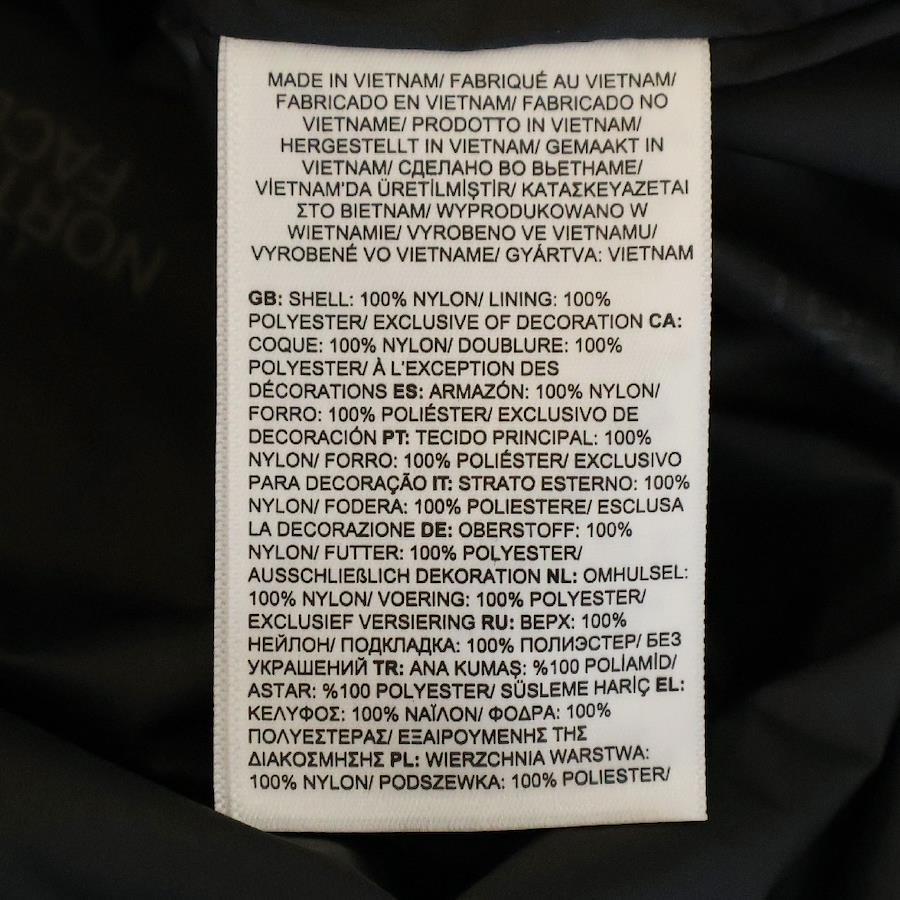 NORTH
FACE
MADE IN VIETNAM/ FABRIQUÉ AU VIETNAM/
FABRICADO EN VIETNAM/ FABRICADO NO
VIETNAME/ PRODOTTO IN VIETNAM/
HERGESTELLT IN VIETNAM/ GEMAAKT IN
VIETNAM/ СДЕЛАНО ВО ВЬЕТНАМЕ/
VİETNAM'DA ÜRETİLMİŞTİR/ ΚΑΤΑΣΚΕΥΑΖΕΤΑΙ
ΣΤΟ ΒΙΕΤΝΑΜ/ WYPRODUKOWANO W
WIETNAMIE/ VYROBENO VE VIETNAMU/
VYROBENÉ VO VIETNAME/ GYÁRTVA: VIETNAM
GB: SHELL: 100% NYLON/ LINING: 100%
POLYESTER/ EXCLUSIVE OF DECORATION CA:
COQUE: 100% NYLON/ DOUBLURE: 100%
POLYESTER/ À L'EXCEPTION DES
DÉCORATIONS ES: ARMAZÓN: 100% NYLON/
FORRO: 100% POLIÉSTER/ EXCLUSIVO DE
DECORACIÓN PT: TECIDO PRINCIPAL: 100%
NYLON/ FORRO: 100% POLIÉSTER/ EXCLUSIVO
PARA DECORAÇÃO IT: STRATO ESTERNO: 100%
NYLON/ FODERA: 100% POLIESTERE/ ESCLUSA
LA DECORAZIONE DE: OBERSTOFF: 100%
NYLON/ FUTTER: 100% POLYESTER/
AUSSCHLIEßLICH DEKORATION NL: OMHULSEL:
100% NYLON/ VOERING: 100% POLYESTER/
EXCLUSIEF VERSIERING RU: ВЕРХ: 100%
НЕЙЛОН/ ПОДКЛАДКА: 100% ПОЛИЭСТЕР/ БЕЗ
УКРАШЕНИЙ TR: ANA KUMAŞ: %100 POLİAMİD/
ASTAR: %100 POLYESTER/ SÜSLEME HARİÇ EL:
ΚΕΛΥΦΟΣ: 100% ΝΑΪΛΟΝ/ ΦΟΔΡΑ: 100%
ΠΟΛΥΕΣΤΕΡΑΣ/ ΕΞΑΙΡΟΥΜΕΝΗΣ ΤΗΣ
ΔΙΑΚΟΣΜΗΣΗΣ PL: WIERZCHNIA WARSTWA:
100% NYLON/ PODSZEWKA: 100% POLIESTER/